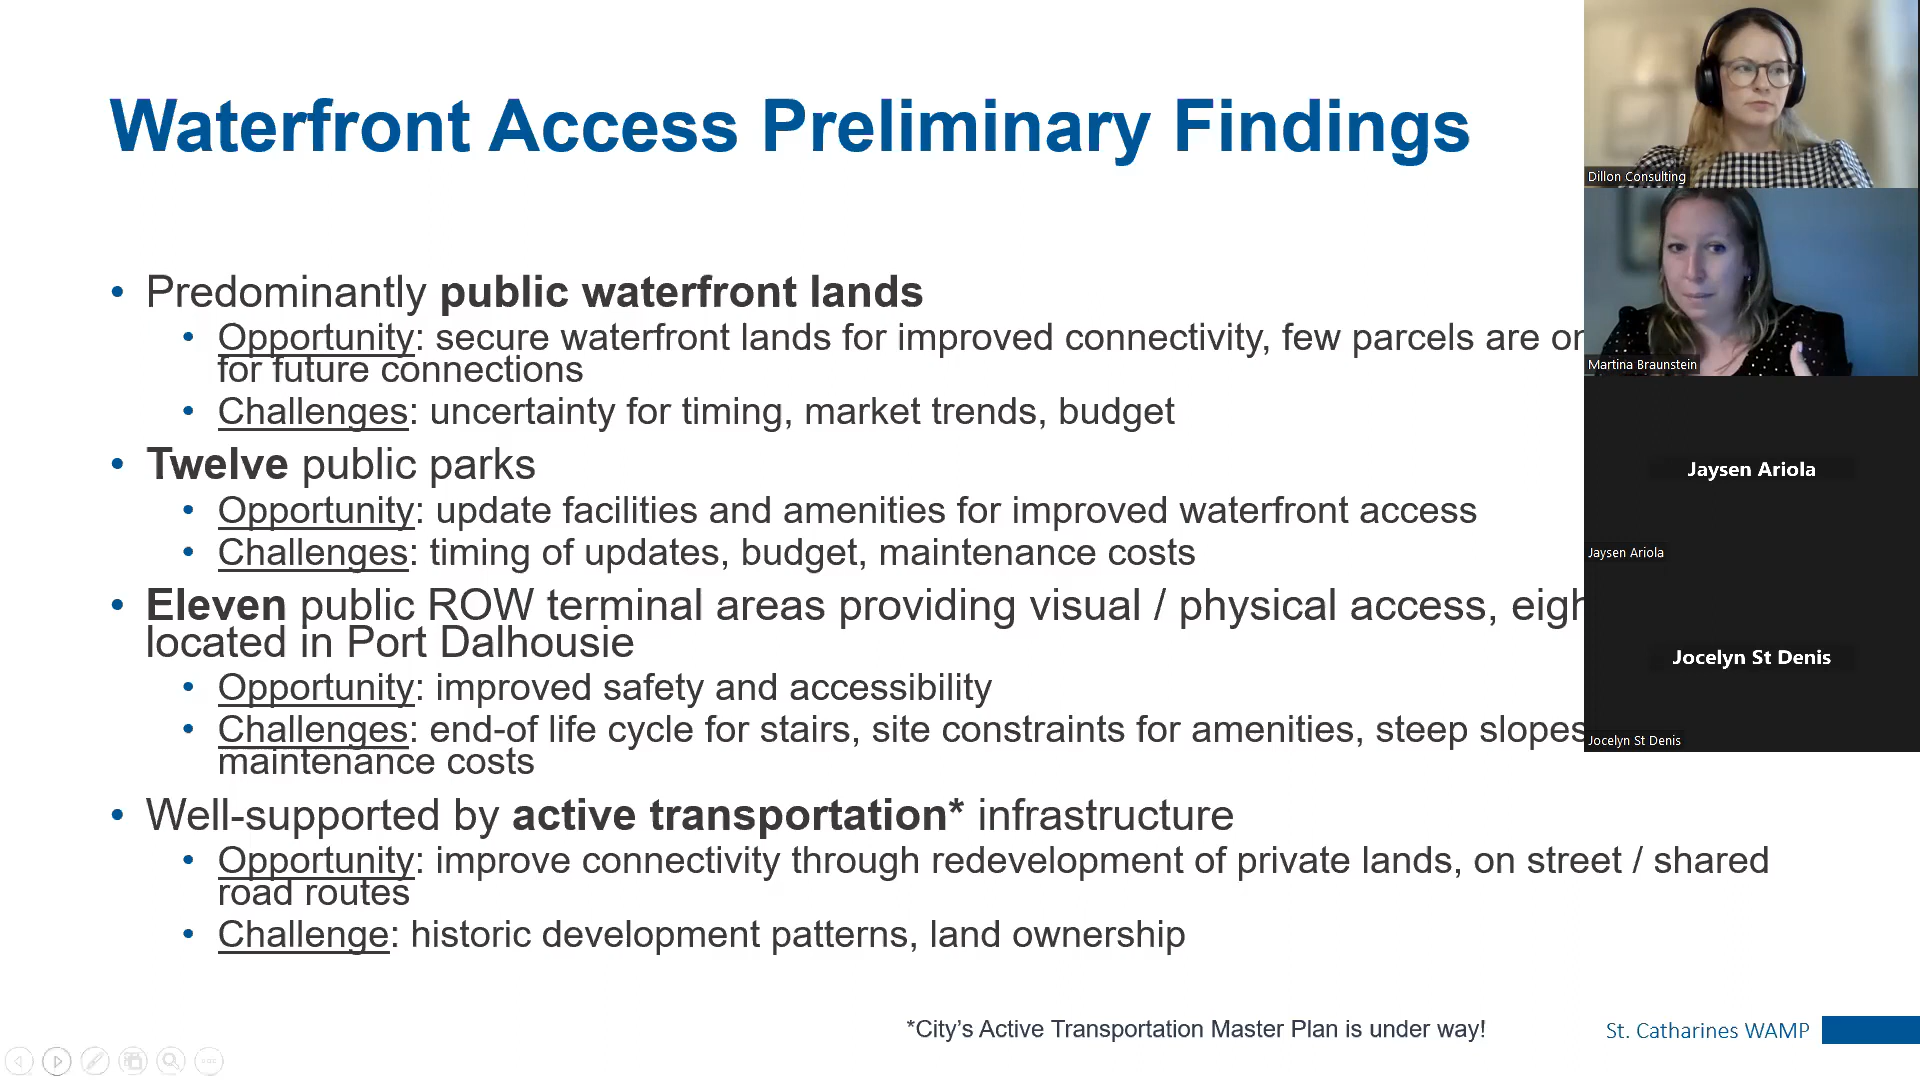 Waterfront Access Preliminary Findings
• Predominantly public waterfront lands
• Opportunity: secure waterfront lands for improved connectivity, few parcels are
for future connections
• Challenges: uncertainty for timing, market trends, budget
• Twelve public parks
• Opportunity: update facilities and amenities for improved waterfront access
• Challenges: timing of updates, budget, maintenance costs
• Eleven public ROW terminal areas providing visual / physical access,
located in Port Dalhousie
• Opportunity: improved safety and accessibility
• Challenges: end-of life cycle for stairs, site constraints for amenities, steep slopes
maintenance costs
• Well-supported by active transportation* infrastructure
• Opportunity: improve connectivity through redevelopment of private lands, on street / shared
road routes
• Challenge: historic development patterns, land ownership
*City's Active Transportation Master Plan is under way!
St. Catharines WAMP
Dillon Consulting
Martina Braunstein
Jaysen Ariola
Jaysen Ariola
Jocelyn St Denis
Jocelyn St Denis